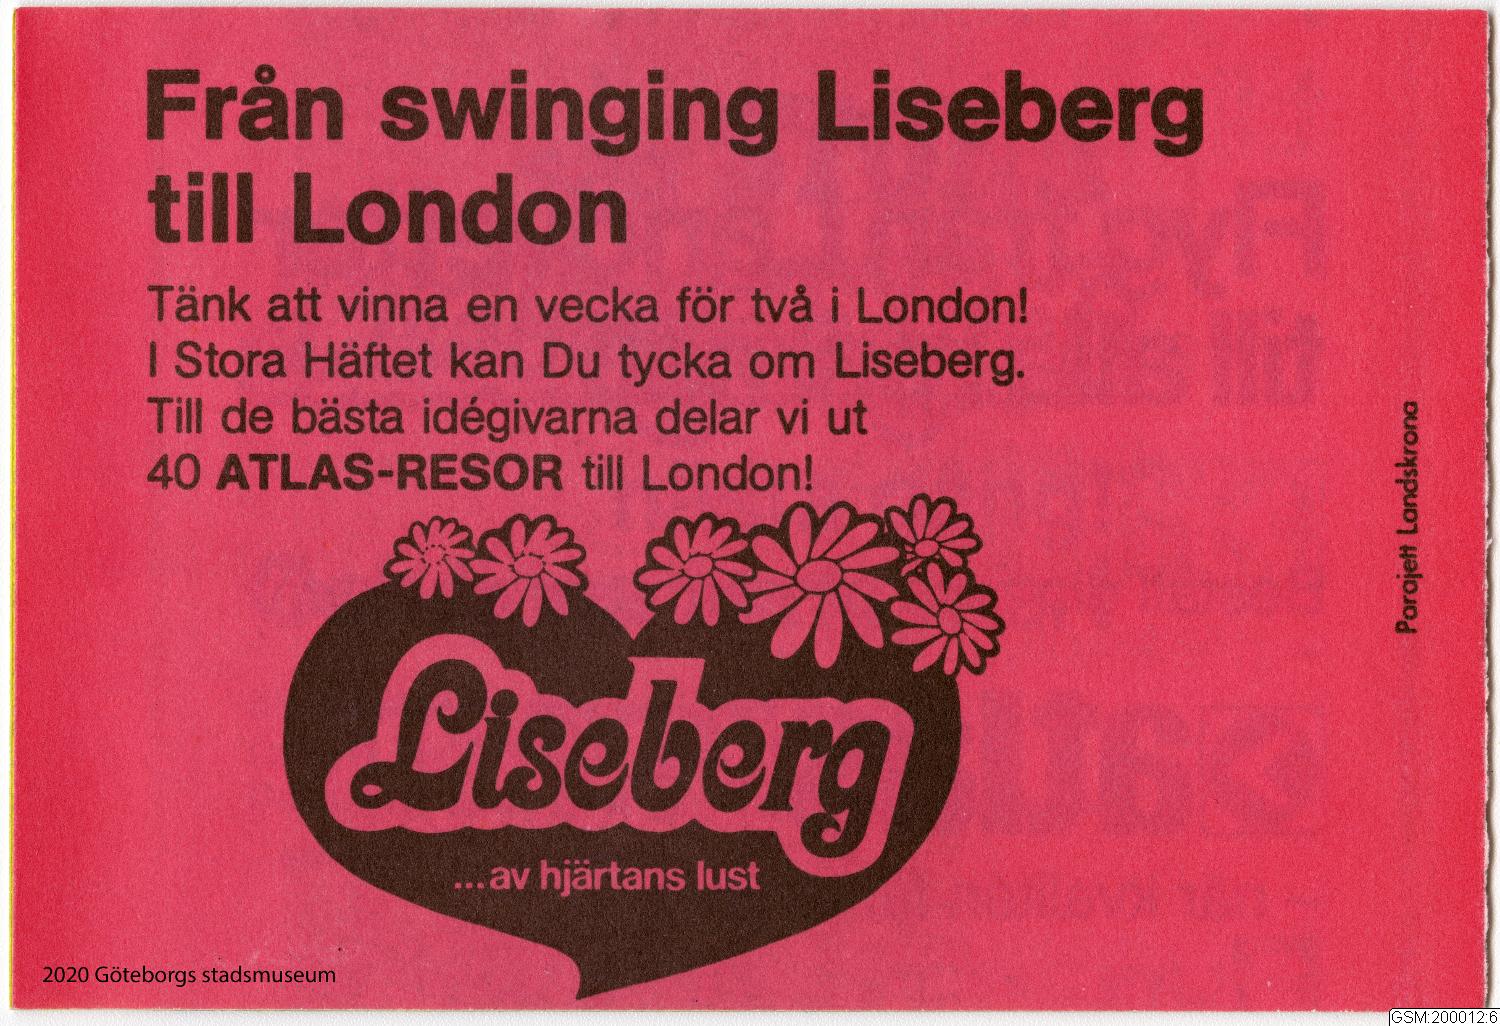 Från swinging Liseberg
till London
Tänk att vinna en vecka för två i London!
I Stora Häftet kan Du tycka om Liseberg.
Till de bästa idégivarna delar vi ut
40 ATLAS-RESOR till London!
Liseberg
...av hjärtans lust
Parajett Landskrona
2020 Göteborgs stadsmuseum
GSM:200012:6